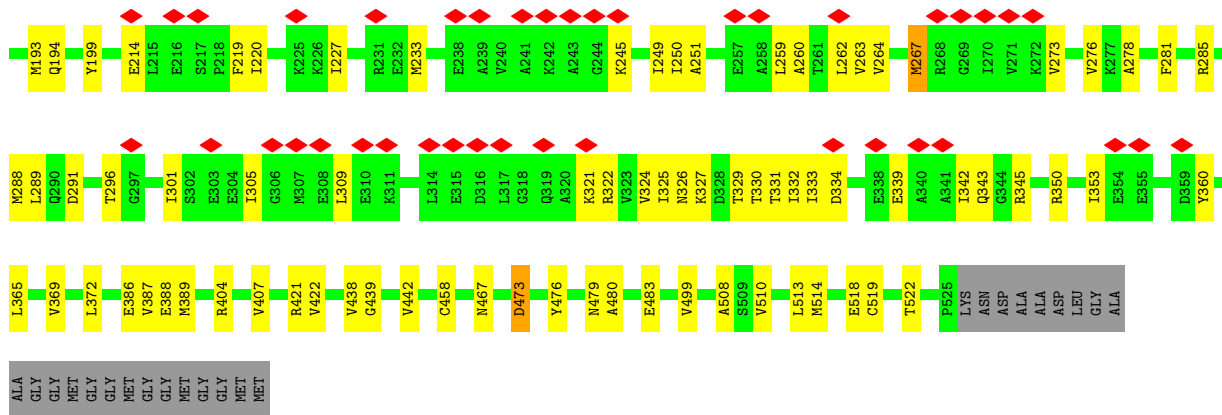 M193 Q194 Y199 E214 L215 E216 S217 P218 F219 I220 K225 K226 I227 R231 E232 M233 E238 A239 V240 A241 K242 A243 G244 K245 I249 I250 A251 E257 A258 L259 A260 T261 L262 V263 V264 M267 R268 G269 I270 V271 K272 V273 V276 K277 A278 F281 R285
M288 L289 Q290 D291 T296 G297 I301 S302 E303 E304 I305 G306 M307 E308 L309 E310 K311 L314 E315 D316 L317 G318 Q319 A320 K321 R322 V323 V324 I325 N326 K327 D328 T329 T330 T331 I332 I333 D334 E338 E339 A340 A341 I342 Q343 G344 R345 R350 I353 E354 E355 D359 Y360
L365 V369 L372 E386 V387 E388 M389 R404 V407 R421 V422 V438 G439 V442 C458 N467 D473 Y476 N479 A480 E483 V499 A508 S509 V510 L513 M514 E518 C519 T522 P525 LYS ASN ASP ALA ALA ASP LEU GLY ALA
ALA GLY GLY MET GLY GLY MET GLY GLY MET GLY GLY MET MET